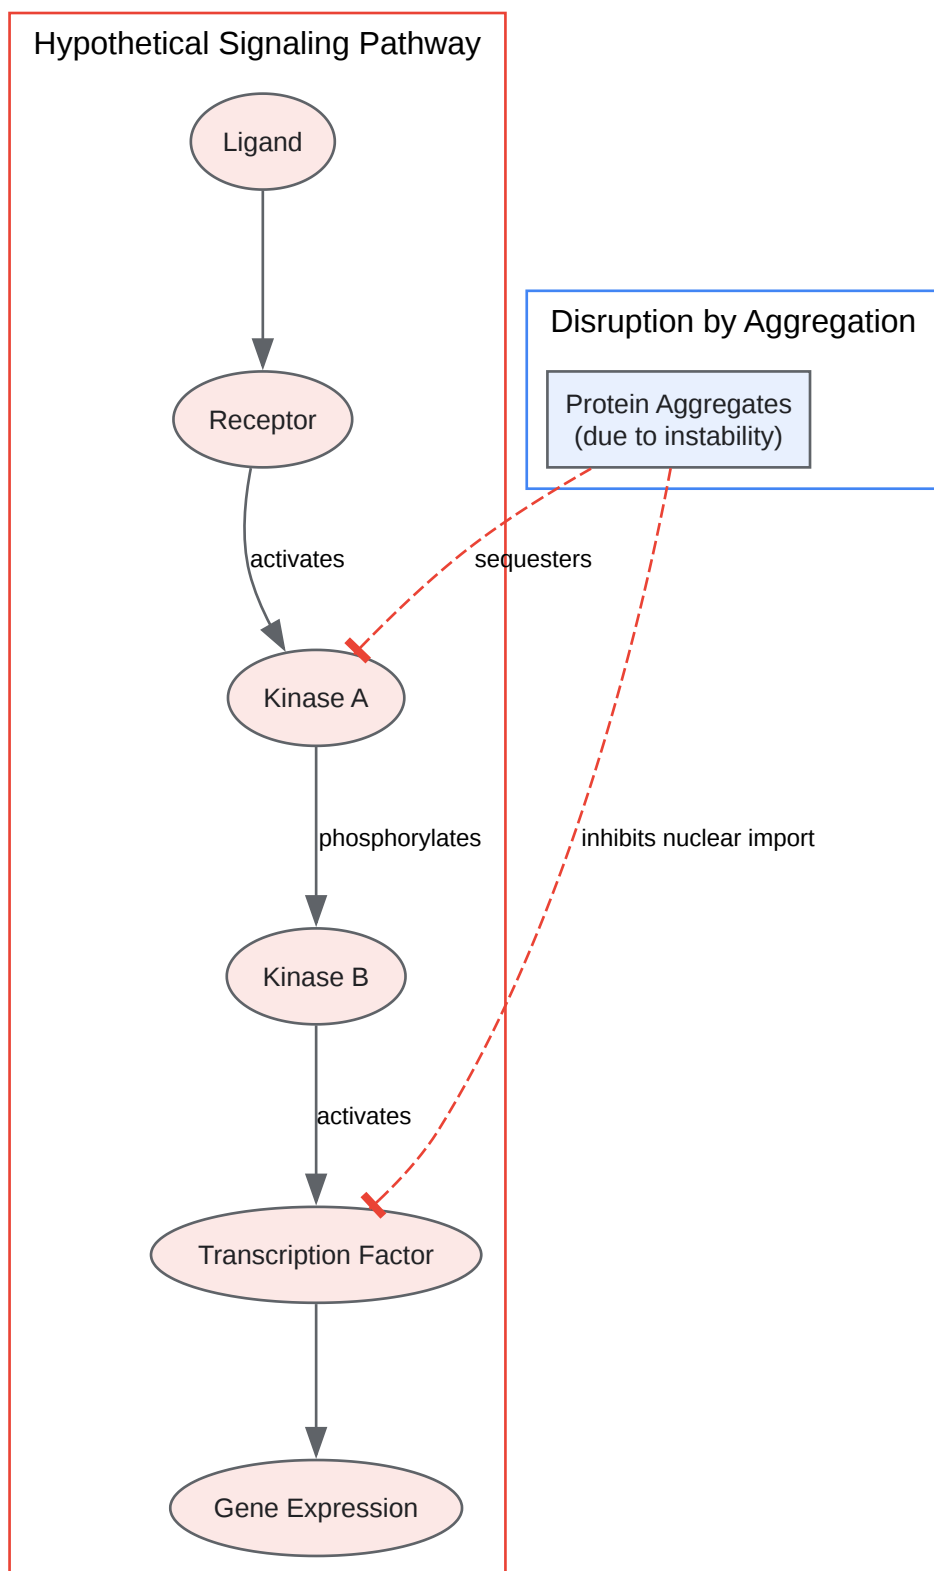 Hypothetical Signaling Pathway
Ligand
Disruption by Aggregation
Protein Aggregates
(due to instability)
Receptor
activates
sequesters
Kinase A
phosphorylates
inhibits nuclear import
Kinase B
activates
Transcription Factor
Gene Expression